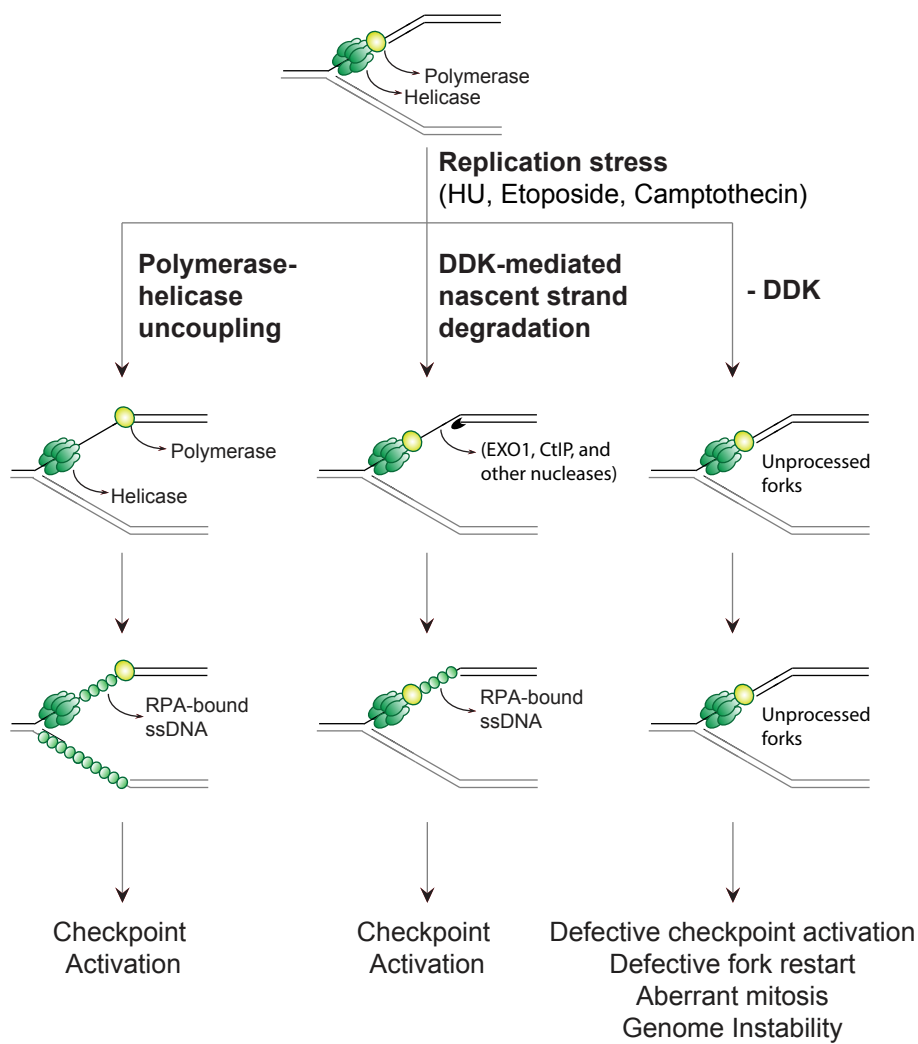 Polymerase
Helicase
Replication stress
(HU, Etoposide, Camptothecin)
Polymerase-
helicase
uncoupling
DDK-mediated
nascent strand
degradation
- DDK
Polymerase
Helicase
(EXO1, CtIP, and
other nucleases)
Unprocessed
forks
RPA-bound
ssDNA
RPA-bound
ssDNA
Unprocessed
forks
Checkpoint
Activation
Checkpoint
Activation
Defective checkpoint activation
Defective fork restart
Aberrant mitosis
Genome Instability